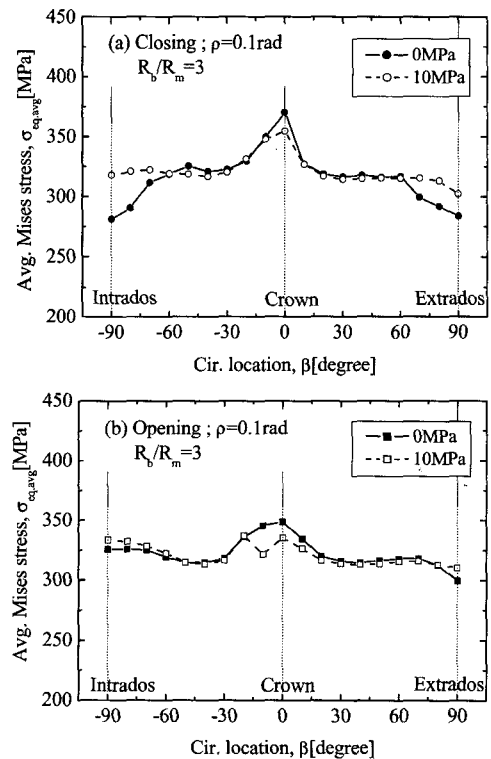 450
400
350
300
250
200
Avg. Mises stress, σeq.avg[MPa]
(a) Closing ; ρ=0.1rad
Rb/Rm=3
0MPa
10MPa
Intrados
Crown
Extrados
-90 -60 -30 0 30 60 90
Cir. location, β[degree]
450
400
350
300
250
200
Avg. Mises stress, σeq.avg[MPa]
(b) Opening ; ρ=0.1rad
Rb/Rm=3
0MPa
10MPa
Intrados
Crown
Extrados
-90 -60 -30 0 30 60 90
Cir. location, β[degree]